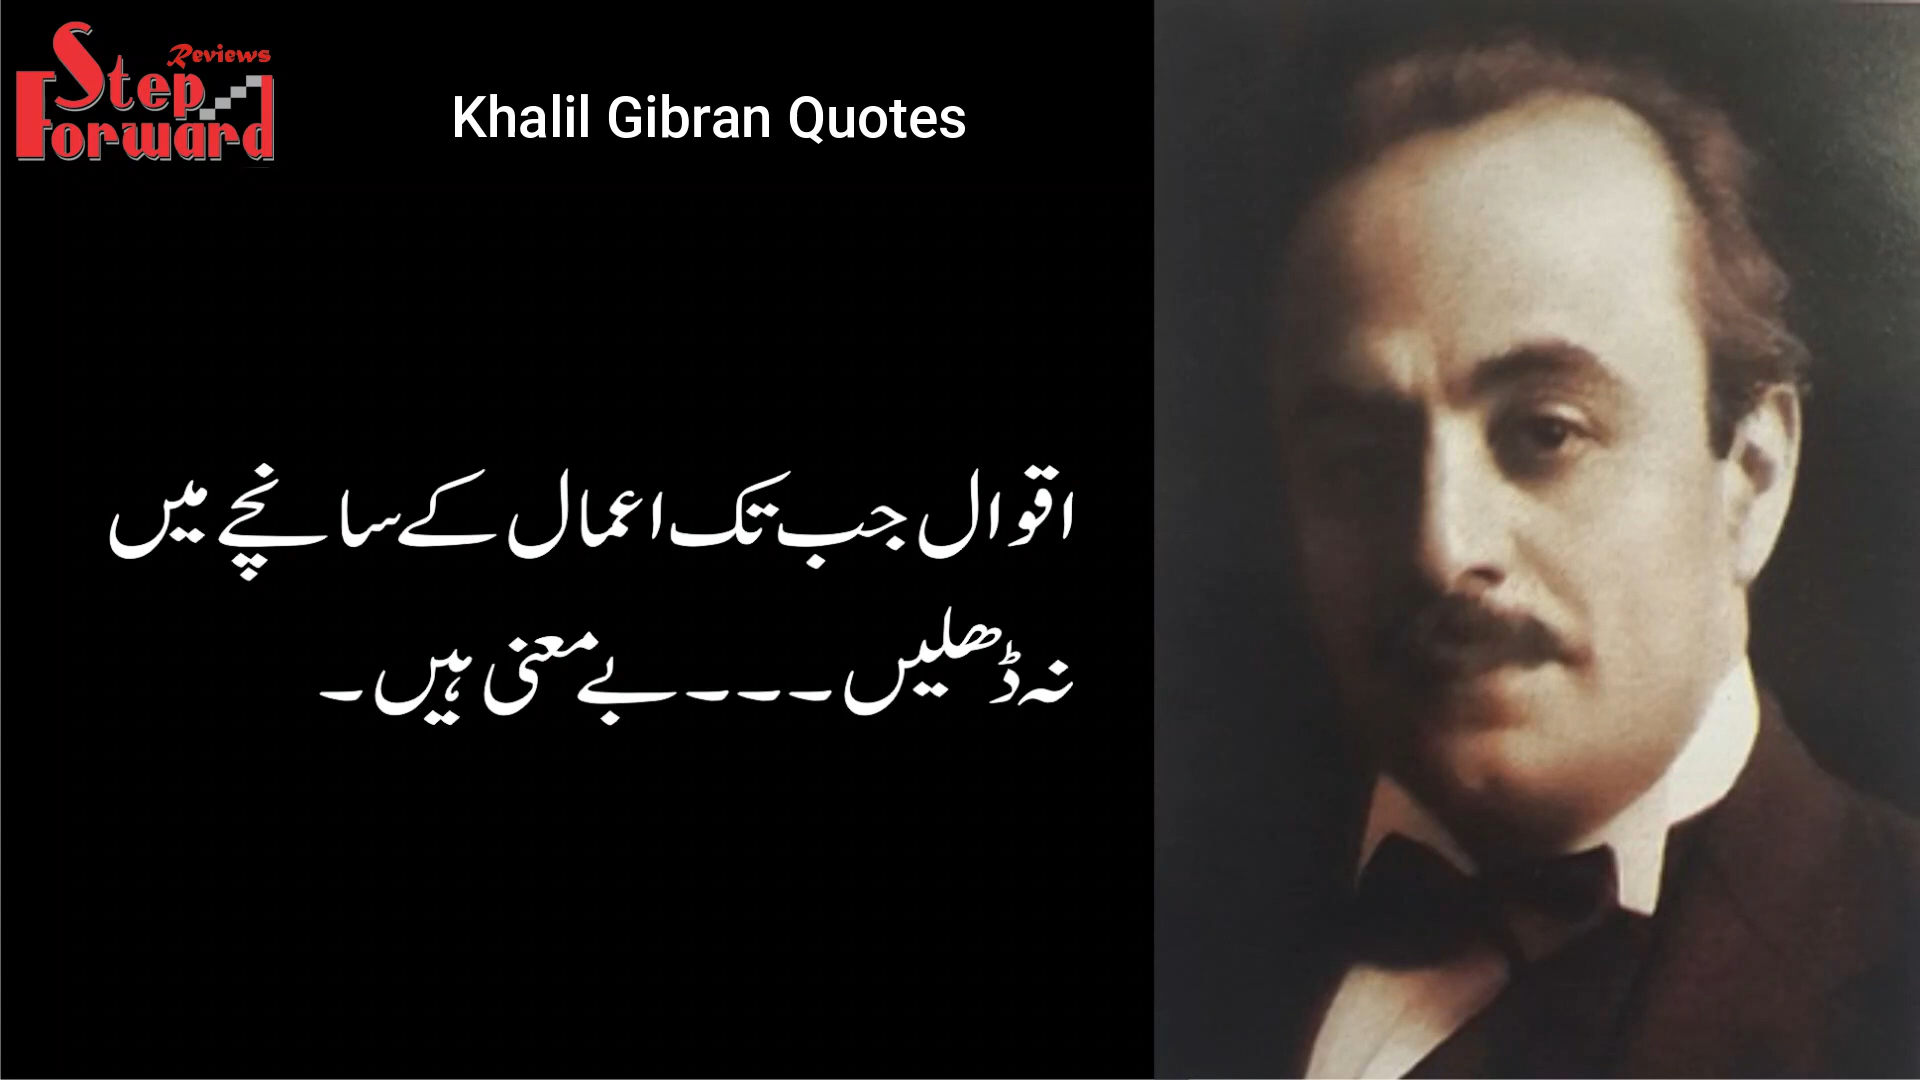 Step Reviews
Forward
Khalil Gibran Quotes
اقوال جب تک اعمال کے سانچے میں
نہ ڈھلیں ۔۔۔ بے معنی ہیں ۔